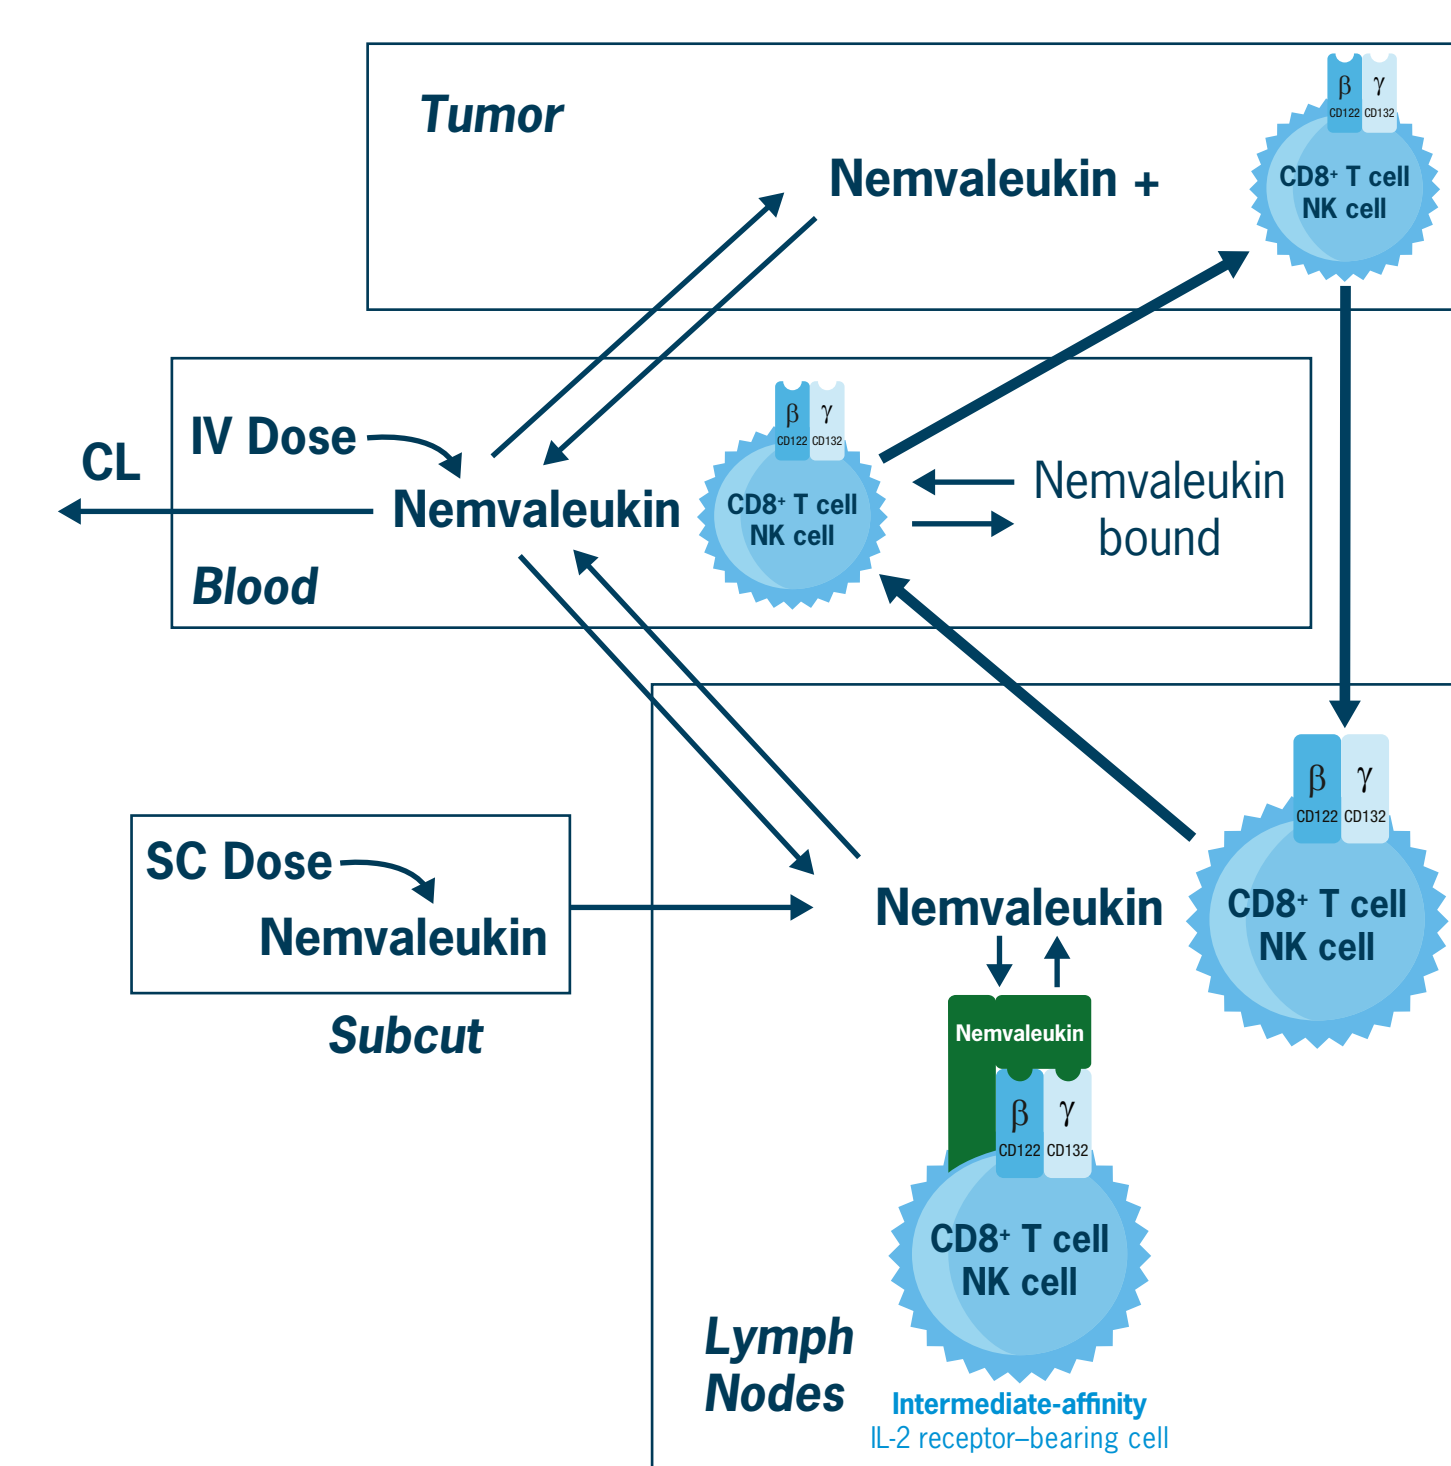 Tumor
β γ
CD122 CD132
Nemvaleukin +
CD8⁺ T cell
NK cell
CL
IV Dose
β γ
CD122 CD132
Nemvaleukin
CD8⁺ T cell
NK cell
Nemvaleukin
bound
Blood
SC Dose
Nemvaleukin
Subcut
β γ
CD122 CD132
Nemvaleukin
CD8⁺ T cell
NK cell
Nemvaleukin
β γ
CD122 CD132
CD8⁺ T cell
NK cell
Lymph
Nodes
Intermediate-affinity
IL-2 receptor–bearing cell